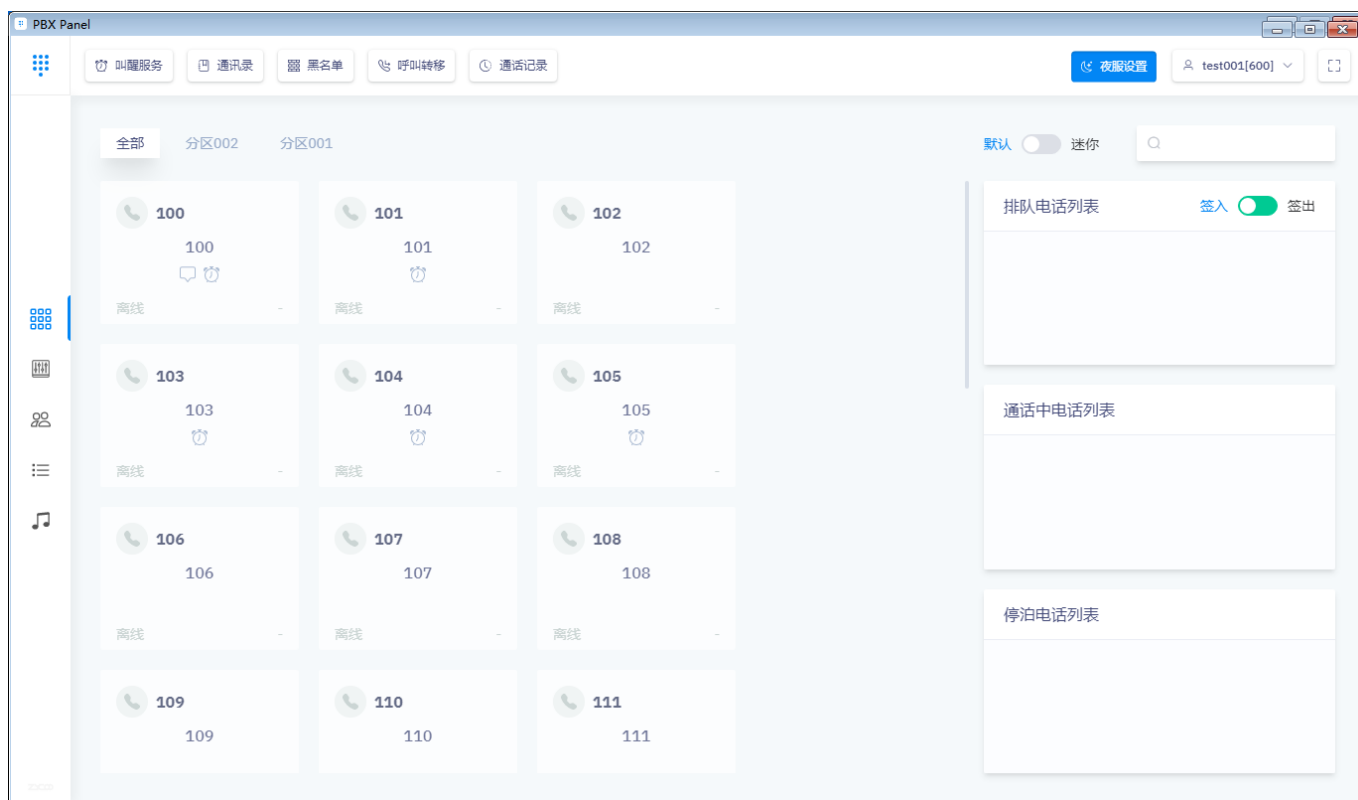 PBX Panel
叫醒服务 通讯录 黑名单 呼叫转移 通话记录 夜服设置 test001[600]
全部 分区002 分区001 默认 迷你
100 101 102
100 101 102
离线 - 离线 - 离线 -
103 104 105
103 104 105
离线 - 离线 - 离线 -
106 107 108
106 107 108
离线 - 离线 - 离线 -
109 110 111
109 110 111
排队电话列表 签入 签出
通话中电话列表
停泊电话列表